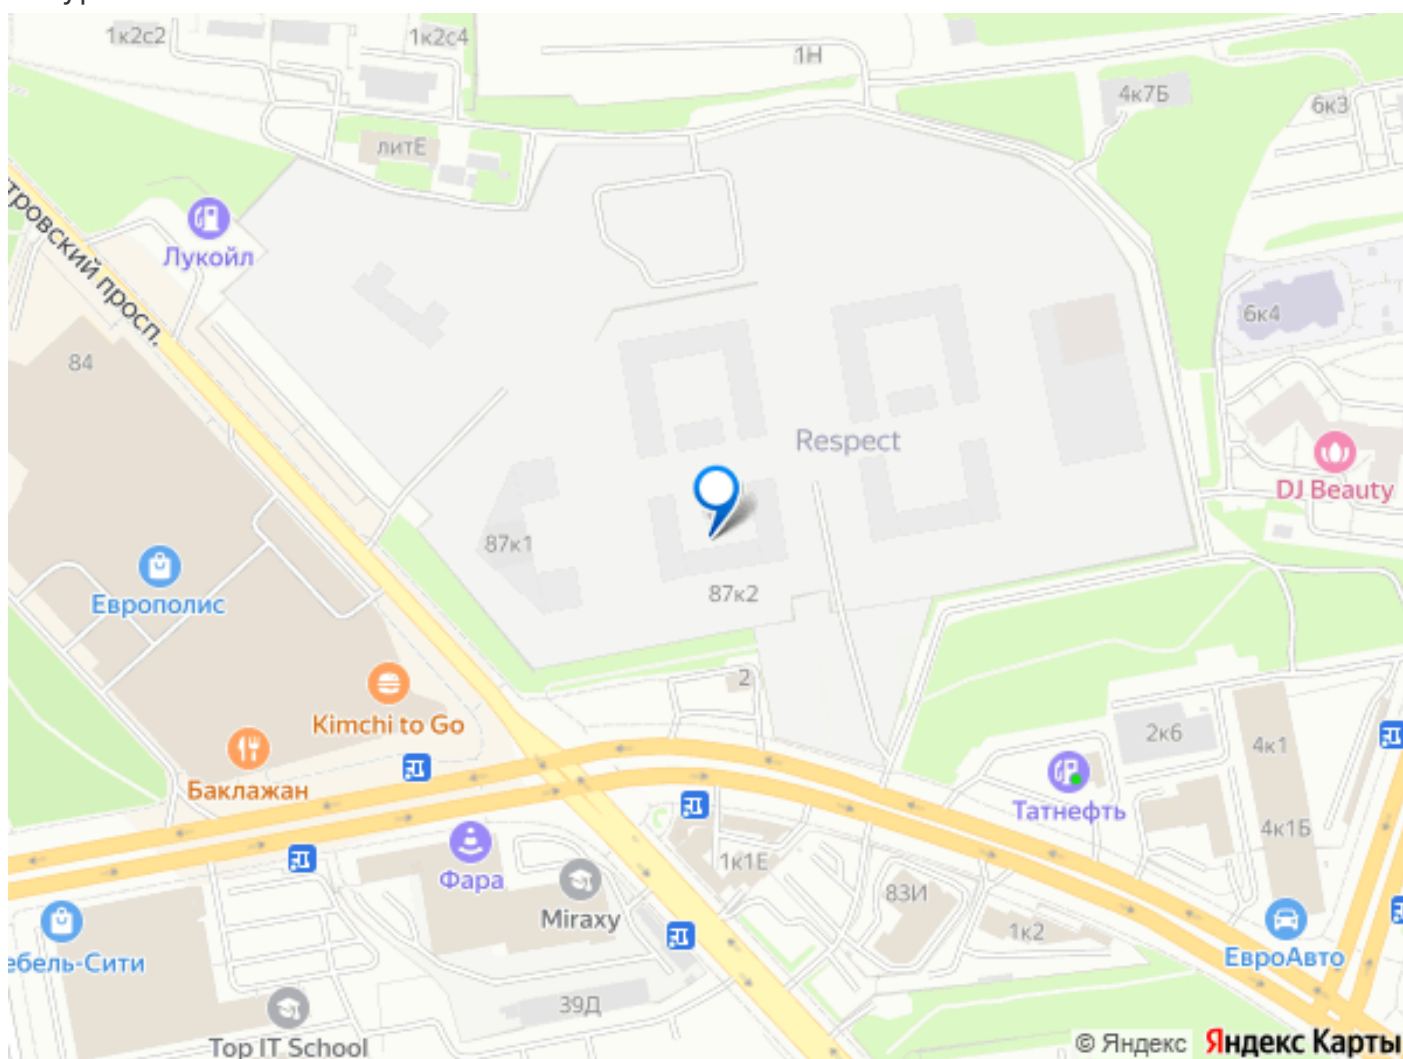 1к2с2
1к2с4
1Н
4к7Б
6к3
литЕ
тровский просп.
Лукойл
6к4
84
Respect
DJ Beauty
87к1
Европолис
87к2
2
Kimchi to Go
2к6
4к1
Баклажан
Татнефть
4к1Б
1к1Е
Фара
83И
Miraxy
1к2
ебель-Сити
ЕвроАвто
39Д
Top IT School
© Яндекс Яндекс Карты